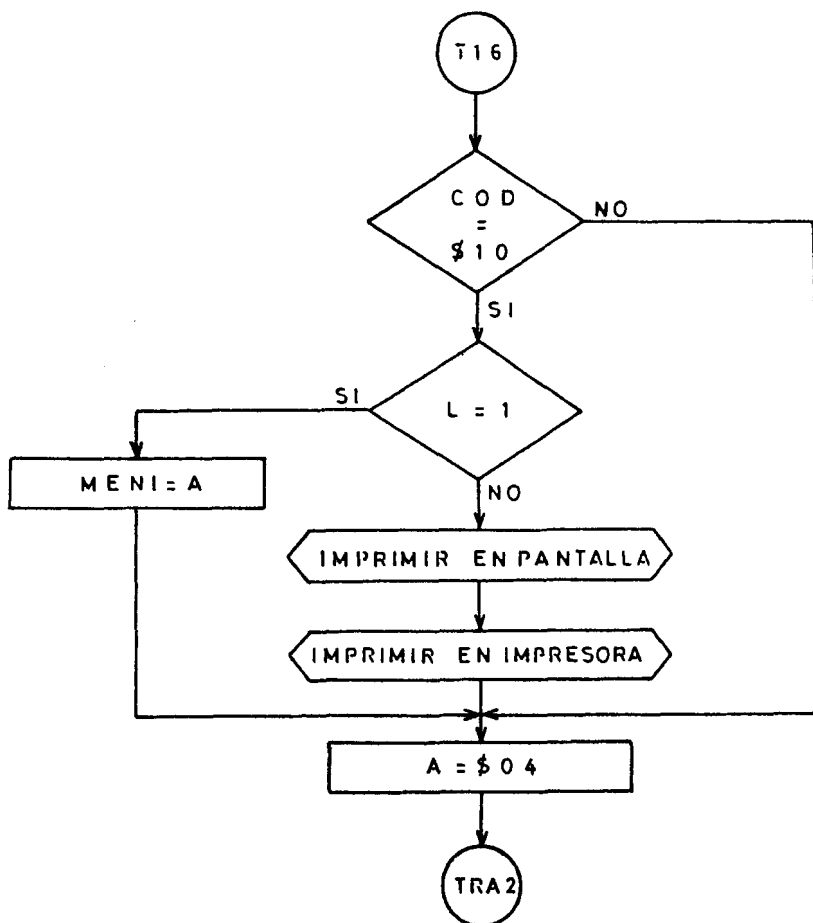 T16
COD
=
$10
NO
SI
L = 1
SI
MENI = A
NO
IMPRIMIR EN PANTALLA
IMPRIMIR EN IMPRESORA
A = $04
TRA2